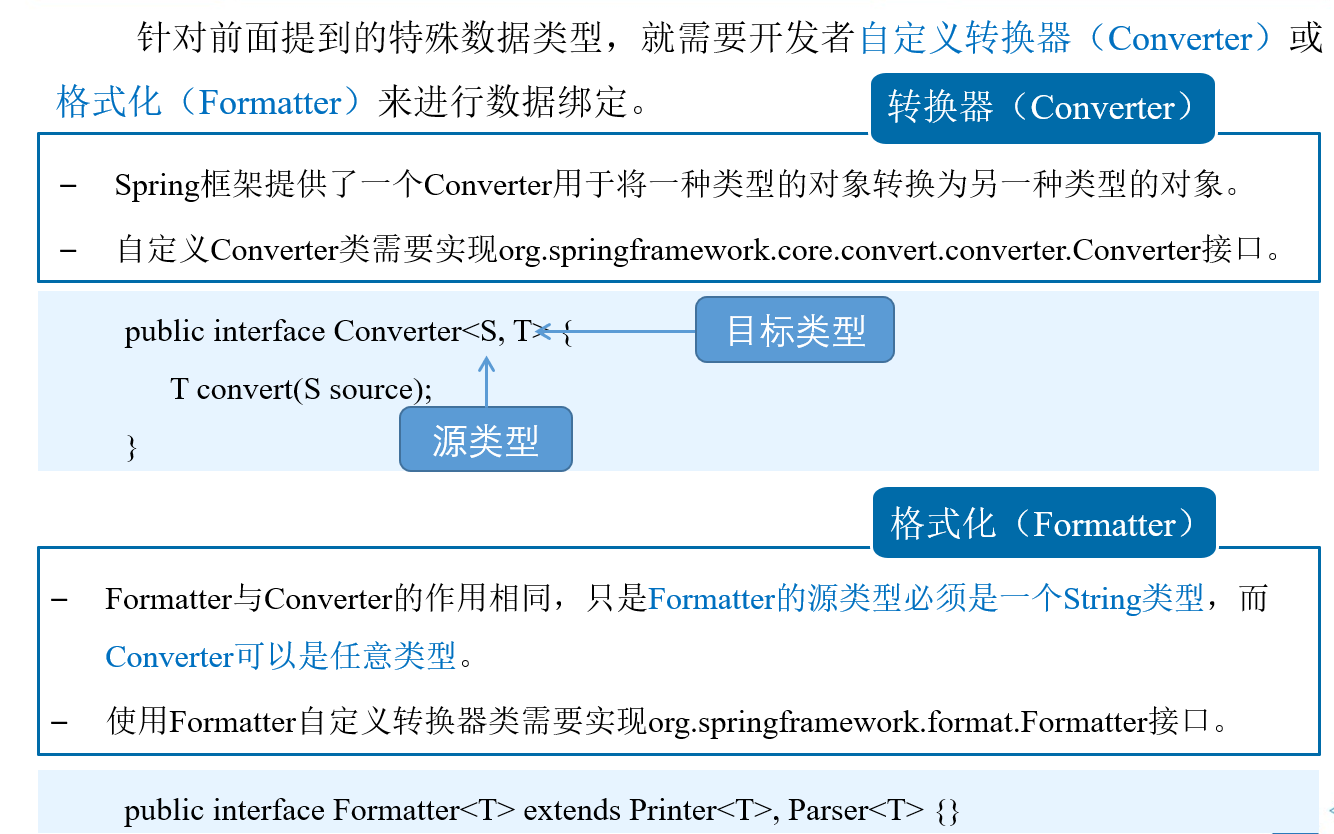 针对前面提到的特殊数据类型，就需要开发者自定义转换器（Converter）或
格式化（Formatter）来进行数据绑定。
转换器（Converter）
– Spring框架提供了一个Converter用于将一种类型的对象转换为另一种类型的对象。
– 自定义Converter类需要实现org.springframework.core.convert.converter.Converter接口。
public interface Converter<S, T> {
目标类型
T convert(S source);
源类型
}
格式化（Formatter）
– Formatter与Converter的作用相同，只是Formatter的源类型必须是一个String类型，而
Converter可以是任意类型。
– 使用Formatter自定义转换器类需要实现org.springframework.format.Formatter接口。
public interface Formatter<T> extends Printer<T>, Parser<T> {}